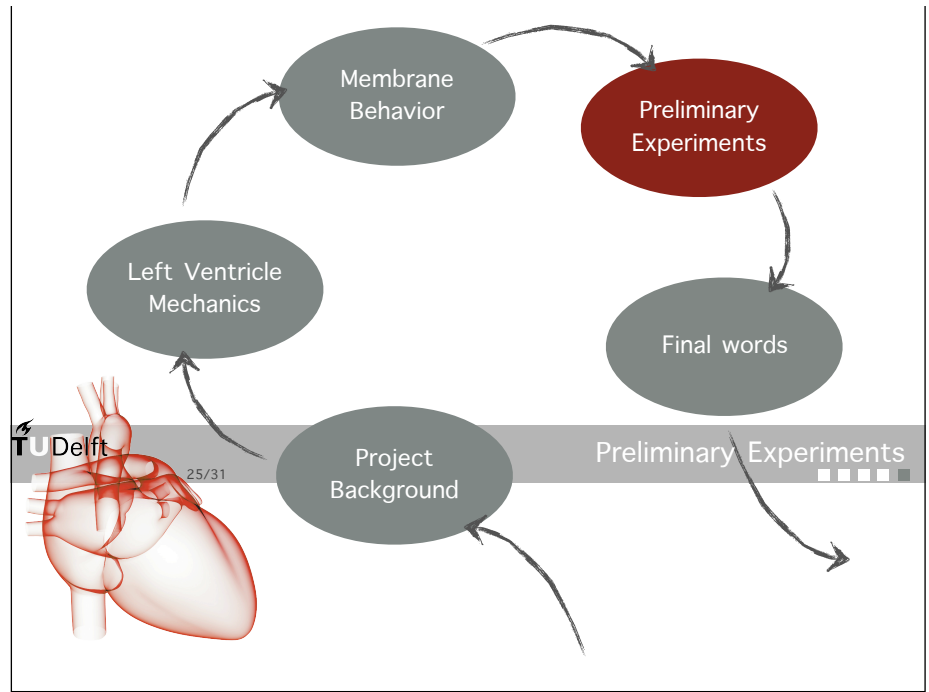 Membrane
Behavior
Preliminary
Experiments
Left Ventricle
Mechanics
Final words
TUDelft
Preliminary Experiments
25/31
Project
Background